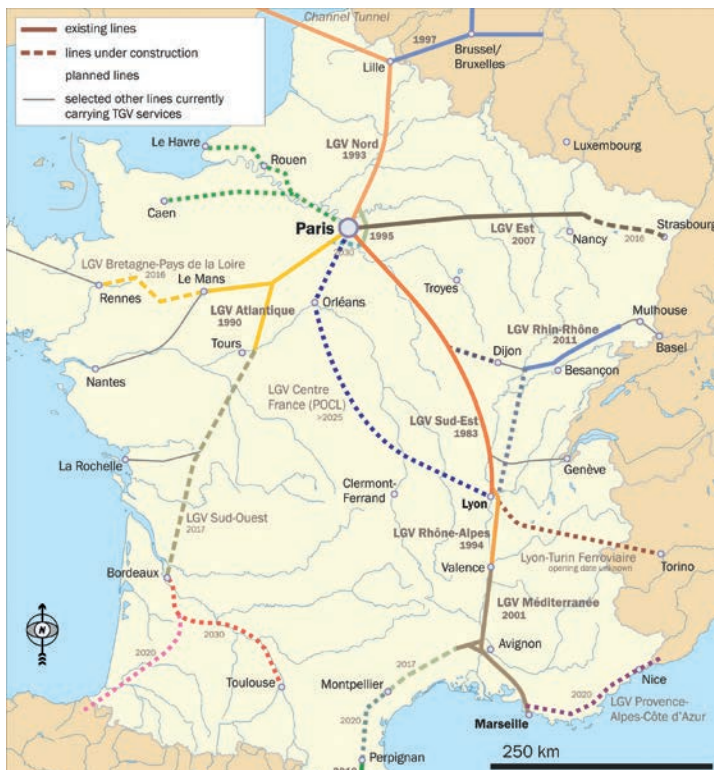 Channel Tunnel
existing lines
lines under construction
planned lines
selected other lines currently
carrying TGV services
1997
Brussel/
Bruxelles
Lille
Le Havre
Rouen
LGV Nord
1993
Luxembourg
Caen
Paris
1995
LGV Est
2007
Nancy
2016
Strasbourg
LGV Bretagne-Pays de la Loire
2016
Le Mans
Rennes
Orléans
Troyes
LGV Atlantique
1990
Tours
LGV Rhin-Rhône
2011
Mulhouse
Basel
Dijon
Besançon
Nantes
LGV Centre
France (POCL)
>2025
LGV Sud-Est
1983
La Rochelle
Genève
Clermont-
Ferrand
Lyon
LGV Sud-Ouest
2017
LGV Rhône-Alpes
1994
Lyon-Turin Ferroviaire
opening date unknown
Torino
Valence
Bordeaux
LGV Méditerranée
2001
N
2020
2030
Avignon
2017
Toulouse
Montpellier
Nice
2020
LGV Provence-
Alpes-Côte d'Azur
Marseille
2020
Perpignan
250 km